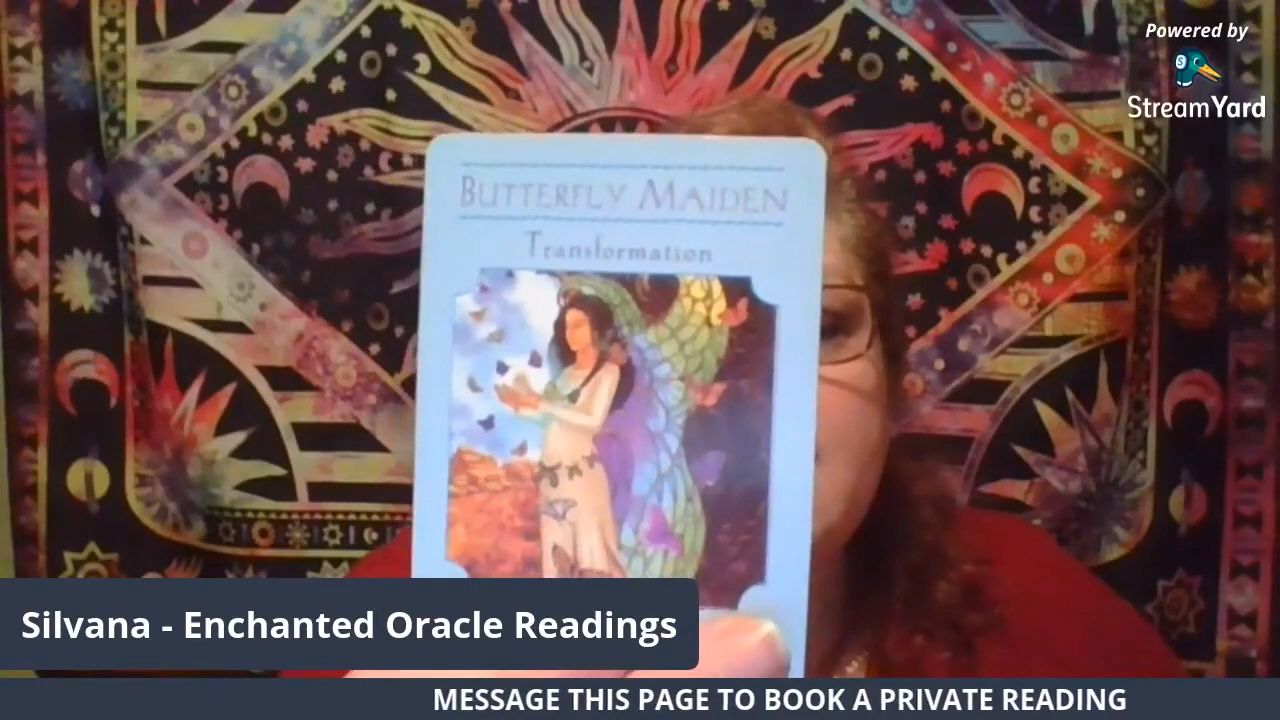 Powered by
StreamYard
BUTTERFLY MAIDEN
Transformation
Silvana - Enchanted Oracle Readings
MESSAGE THIS PAGE TO BOOK A PRIVATE READING